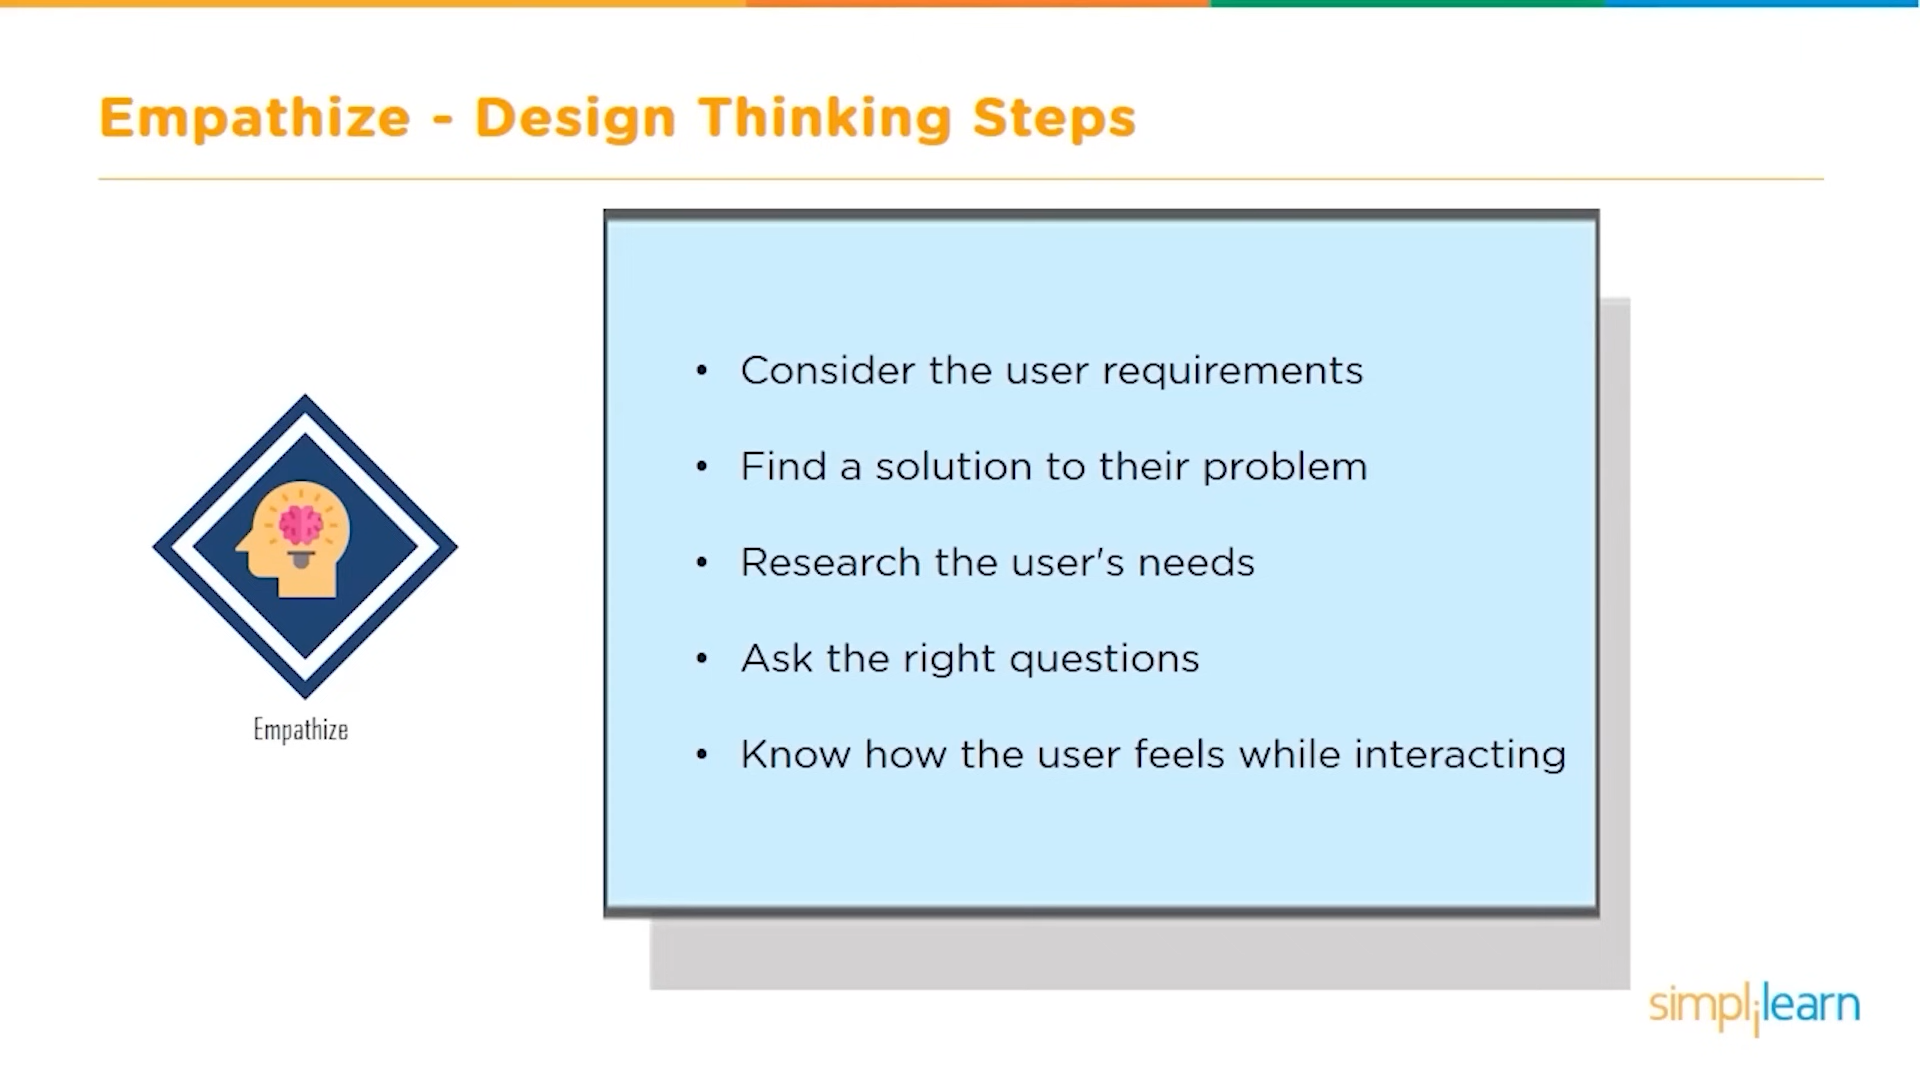 Empathize - Design Thinking Steps
• Consider the user requirements
• Find a solution to their problem
• Research the user's needs
• Ask the right questions
• Know how the user feels while interacting
Empathize
simplilearn